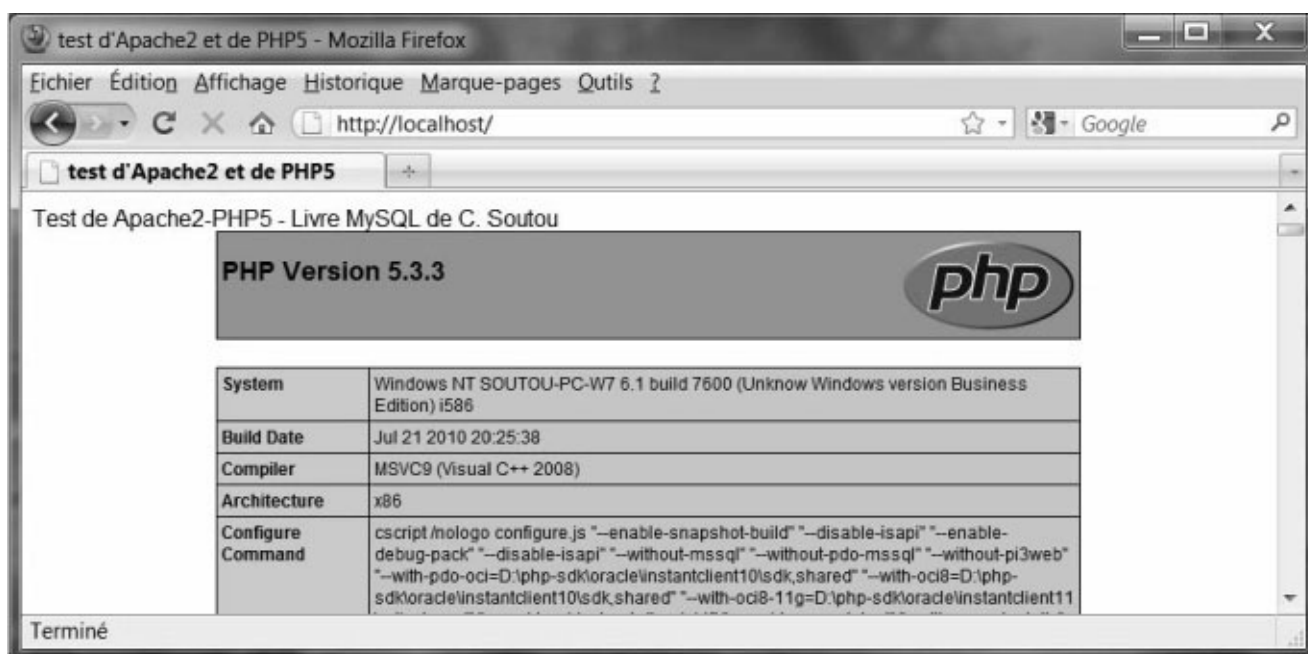 test d'Apache2 et de PHP5 - Mozilla Firefox
Fichier Édition Affichage Historique Marque-pages Outils ?
http://localhost/
Google
test d'Apache2 et de PHP5
Test de Apache2-PHP5 - Livre MySQL de C. Soutou
PHP Version 5.3.3
php
System
Windows NT SOUTOU-PC-W7 6.1 build 7600 (Unknow Windows version Business
Edition) i586
Build Date
Jul 21 2010 20:25:38
Compiler
MSVC9 (Visual C++ 2008)
Architecture
x86
Configure
Command
cscript /nologo configure.js "--enable-snapshot-build" "--disable-isapi" "--enable-
debug-pack" "--disable-isapi" "--without-mssql" "--without-pdo-mssql" "--without-pi3web"
"--with-pdo-oci=D:\php-sdk\oracle\instantclient10\sdk,shared" "--with-oci8=D:\php-
sdk\oracle\instantclient10\sdk,shared" "--with-oci8-11g=D:\php-sdk\oracle\instantclient11
Terminé